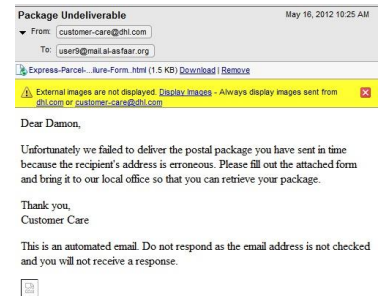 Package Undeliverable May 16, 2012 10:25 AM
From: customer-care@dhl.com
To: user9@mail.al-asfaar.org
Express-Parcel-...ilure-Form..html (1.5 KB) Download | Remove
External images are not displayed. Display Images - Always display images sent from
dhl.com or customer-care@dhl.com
Dear Damon,
Unfortunately we failed to deliver the postal package you have sent in time
because the recipient's address is erroneous. Please fill out the attached form
and bring it to our local office so that you can retrieve your package.
Thank you,
Customer Care
This is an automated email. Do not respond as the email address is not checked
and you will not receive a response.